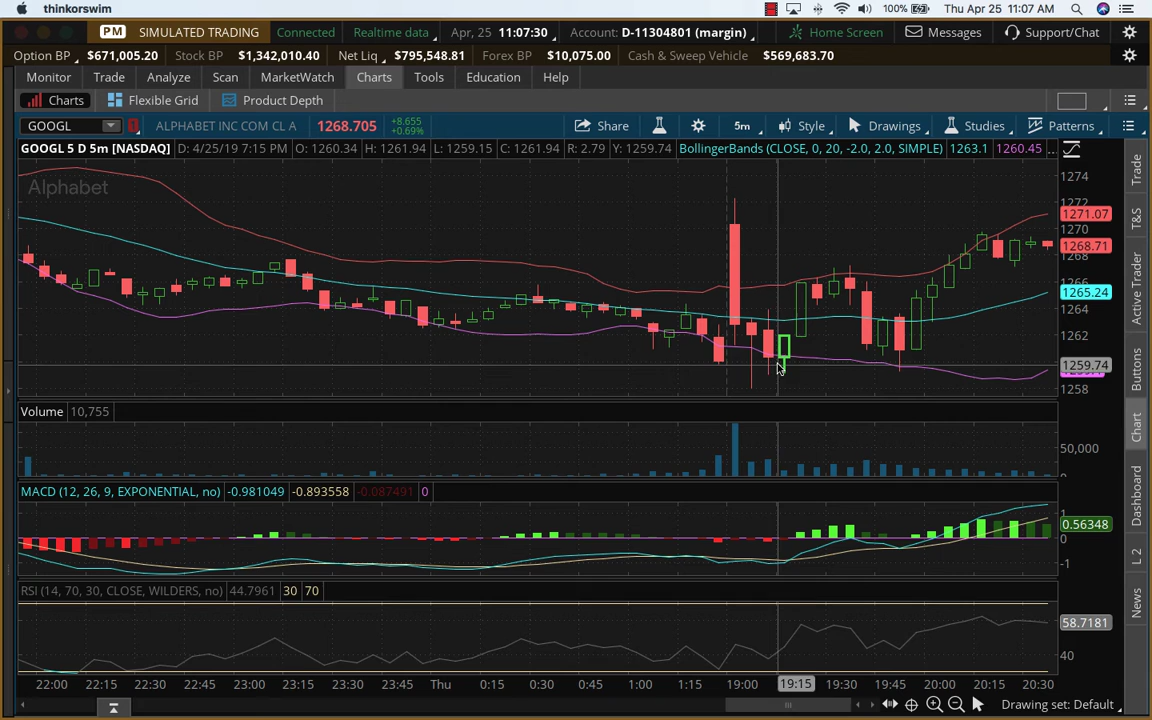 thinkorswim 100% Thu Apr 25 11:07 AM
PM SIMULATED TRADING Connected Realtime data Apr, 25 11:07:30 Account: D-11304801 (margin) Home Screen Messages Support/Chat
Option BP $671,005.20 Stock BP $1,342,010.40 Net Liq $795,548.81 Forex BP $10,075.00 Cash & Sweep Vehicle $569,683.70
Monitor Trade Analyze Scan MarketWatch Charts Tools Education Help
Charts Flexible Grid Product Depth
GOOGL 1 ALPHABET INC COM CL A 1268.705 +8.655 +0.69% Share 5m Style Drawings Studies Patterns
GOOGL 5 D 5m [NASDAQ] D: 4/25/19 7:15 PM O: 1260.34 H: 1261.94 L: 1259.15 C: 1261.94 R: 2.79 Y: 1259.74 BollingerBands (CLOSE, 0, 20, -2.0, 2.0, SIMPLE) 1263.1 1260.45 ...
Alphabet
1274
1272
1271.07
1270
1268.71
1268
1266
1265.24
1264
1262
1259.74
1258
Volume 10,755
50,000
0
MACD (12, 26, 9, EXPONENTIAL, no) -0.981049 -0.893558 -0.087491 0
1
0.56348
0
-1
RSI (14, 70, 30, CLOSE, WILDERS, no) 44.7961 30 70
58.7181
40
22:00 22:15 22:30 22:45 23:00 23:15 23:30 23:45 Thu 0:15 0:30 0:45 1:00 1:15 19:00 19:15 19:30 19:45 20:00 20:15 20:30
Drawing set: Default
Trade
T&S
Active Trader
Buttons
Chart
Dashboard
L 2
News